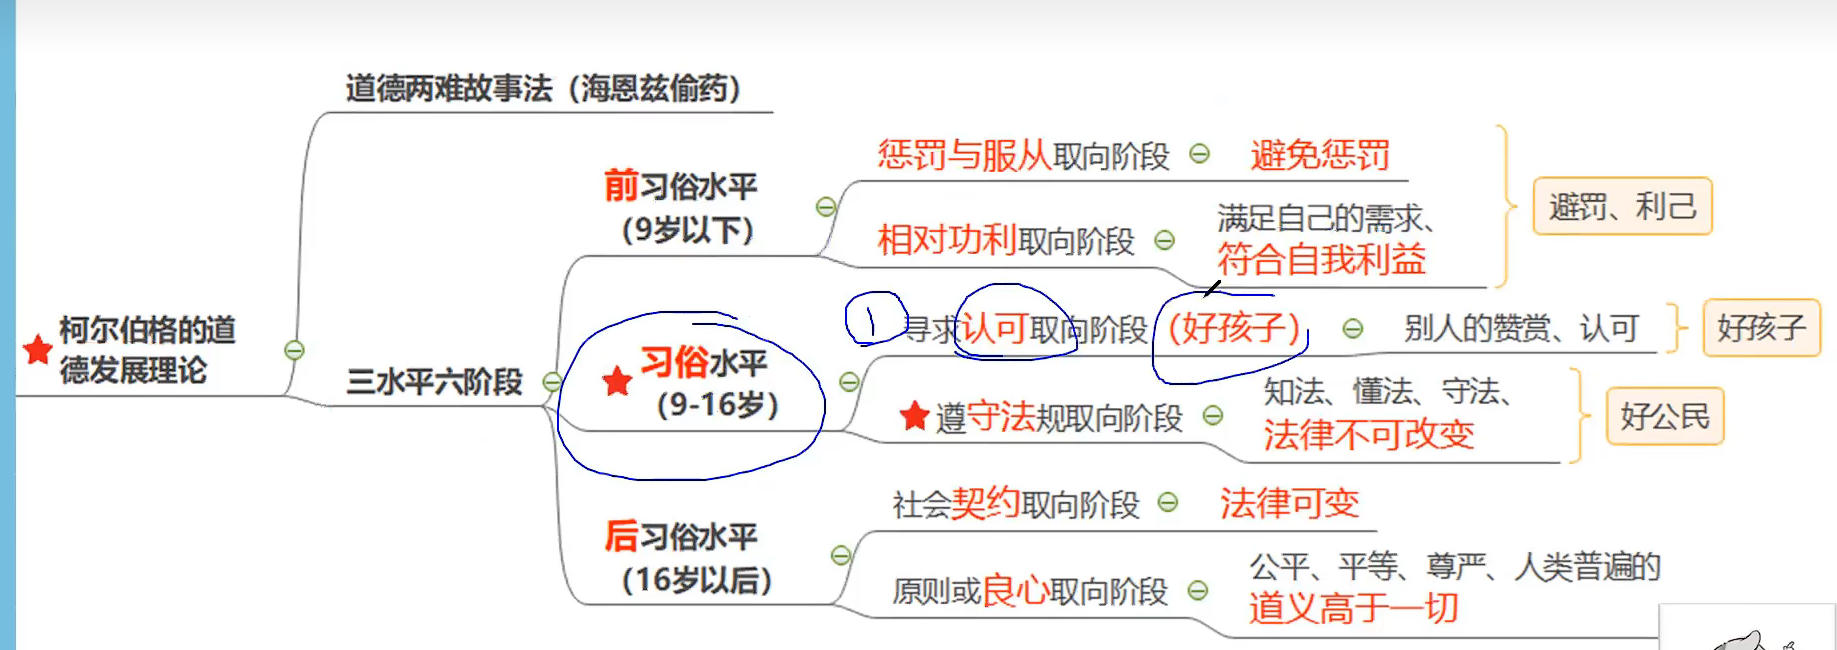 道德两难故事法（海恩兹偷药）
惩罚与服从取向阶段
避免惩罚
前习俗水平
（9岁以下）
避罚、利己
相对功利取向阶段
满足自己的需求、
符合自我利益
柯尔伯格的道
德发展理论
三水平六阶段
1
寻求认可取向阶段
（好孩子）
别人的赞赏、认可
好孩子
习俗水平
（9-16岁）
遵守法规取向阶段
知法、懂法、守法、
法律不可改变
好公民
社会契约取向阶段
法律可变
后习俗水平
（16岁以后）
原则或良心取向阶段
公平、平等、尊严、人类普遍的
道义高于一切